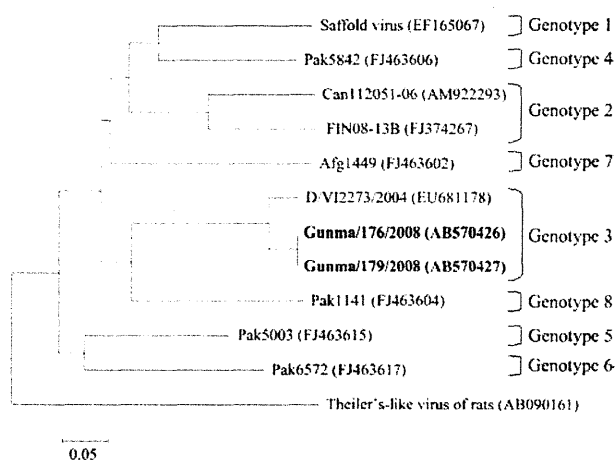 Saffold virus (EF165067)
Genotype 1
Pak5842 (FJ463606)
Genotype 4
Can112051-06 (AM922293)
Genotype 2
FIN08-13B (FJ374267)
Afg1449 (FJ463602)
Genotype 7
D/VI2273/2004 (EU681178)
Gunma/176/2008 (AB570426)
Genotype 3
Gunma/179/2008 (AB570427)
Pak1141 (FJ463604)
Genotype 8
Pak5003 (FJ463615)
Genotype 5
Pak6572 (FJ463617)
Genotype 6
Theiler's-like virus of rats (AB090161)
0.05